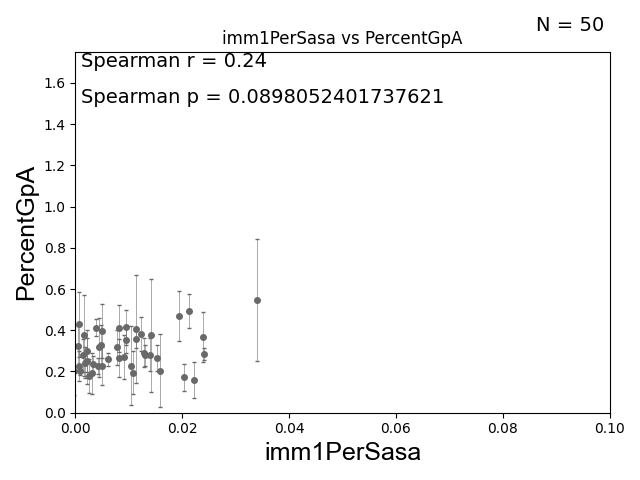 N = 50
imm1PerSasa vs PercentGpA
Spearman r = 0.24
Spearman p = 0.0898052401737621
PercentGpA
1.6
1.4
1.2
1.0
0.8
0.6
0.4
0.2
0.0
0.00 0.02 0.04 0.06 0.08 0.10
imm1PerSasa